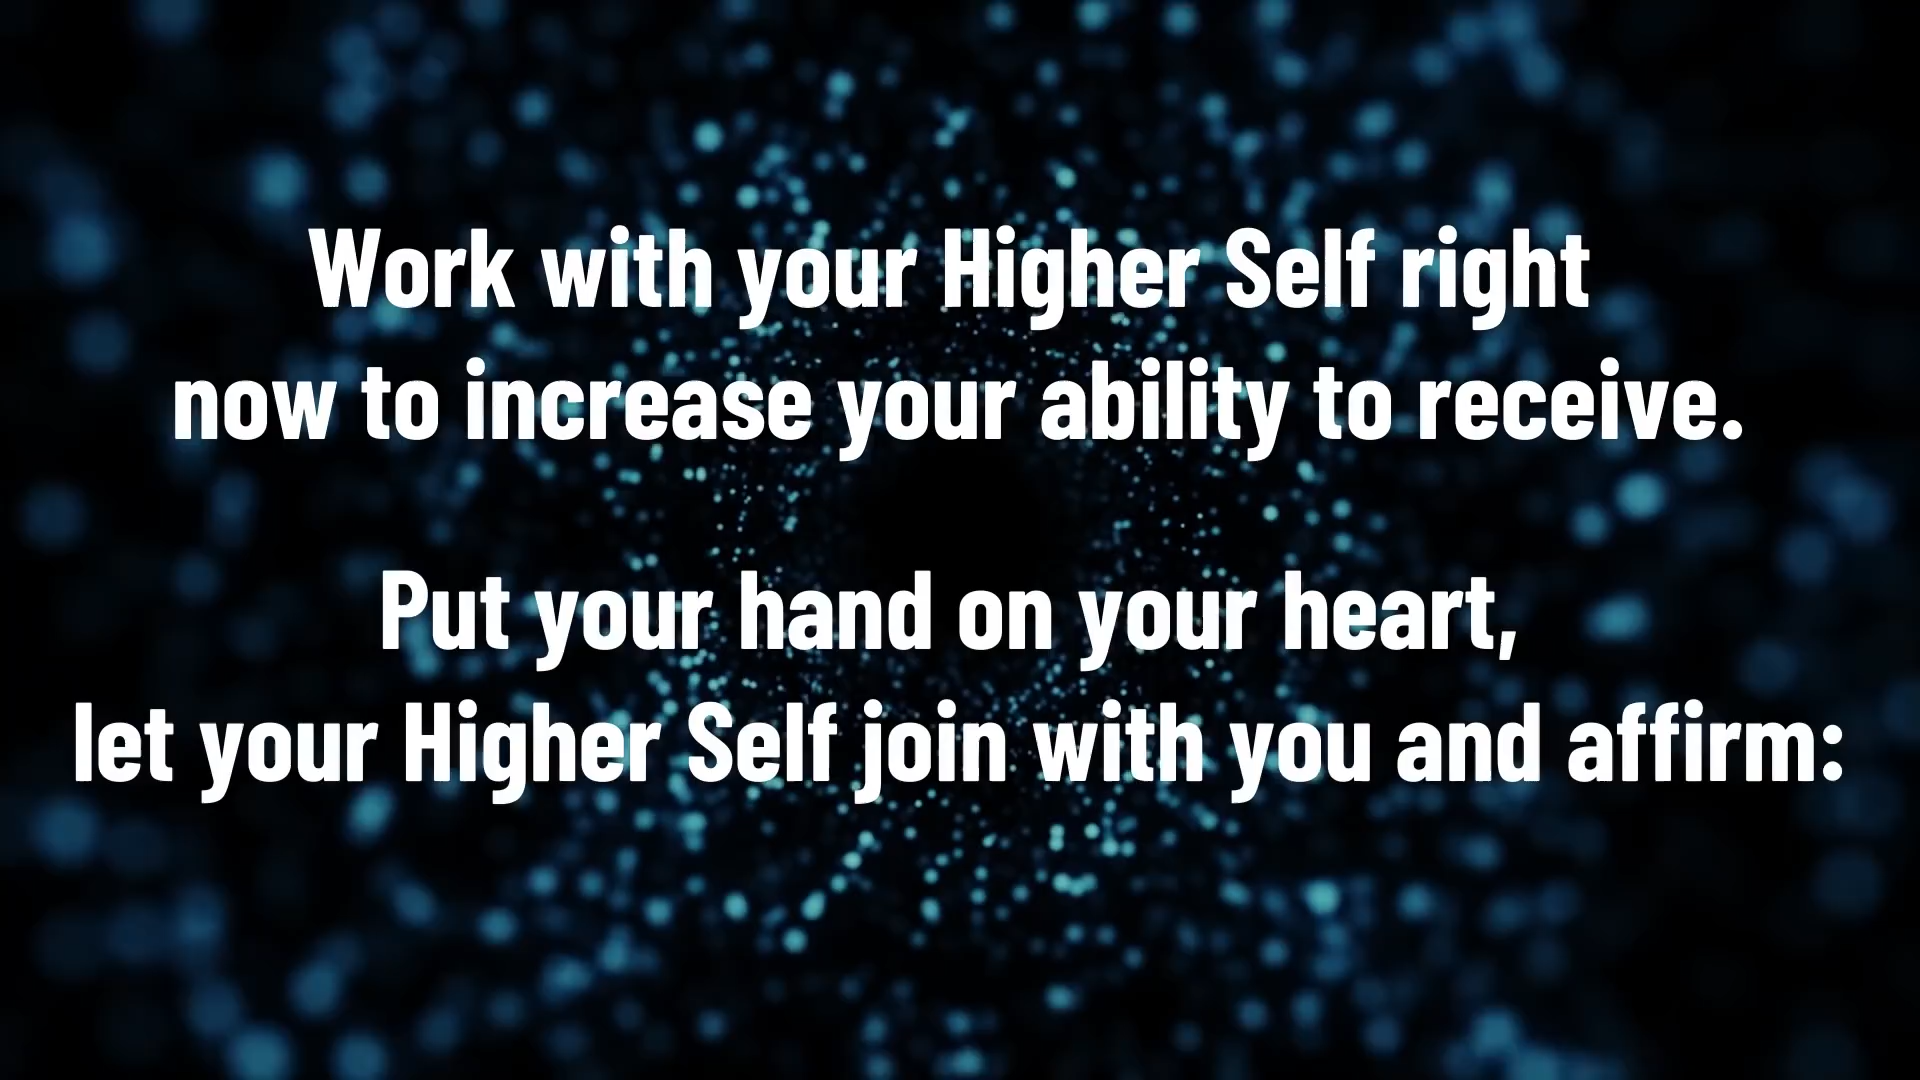 Work with your Higher Self right
now to increase your ability to receive.
Put your hand on your heart,
let your Higher Self join with you and affirm: